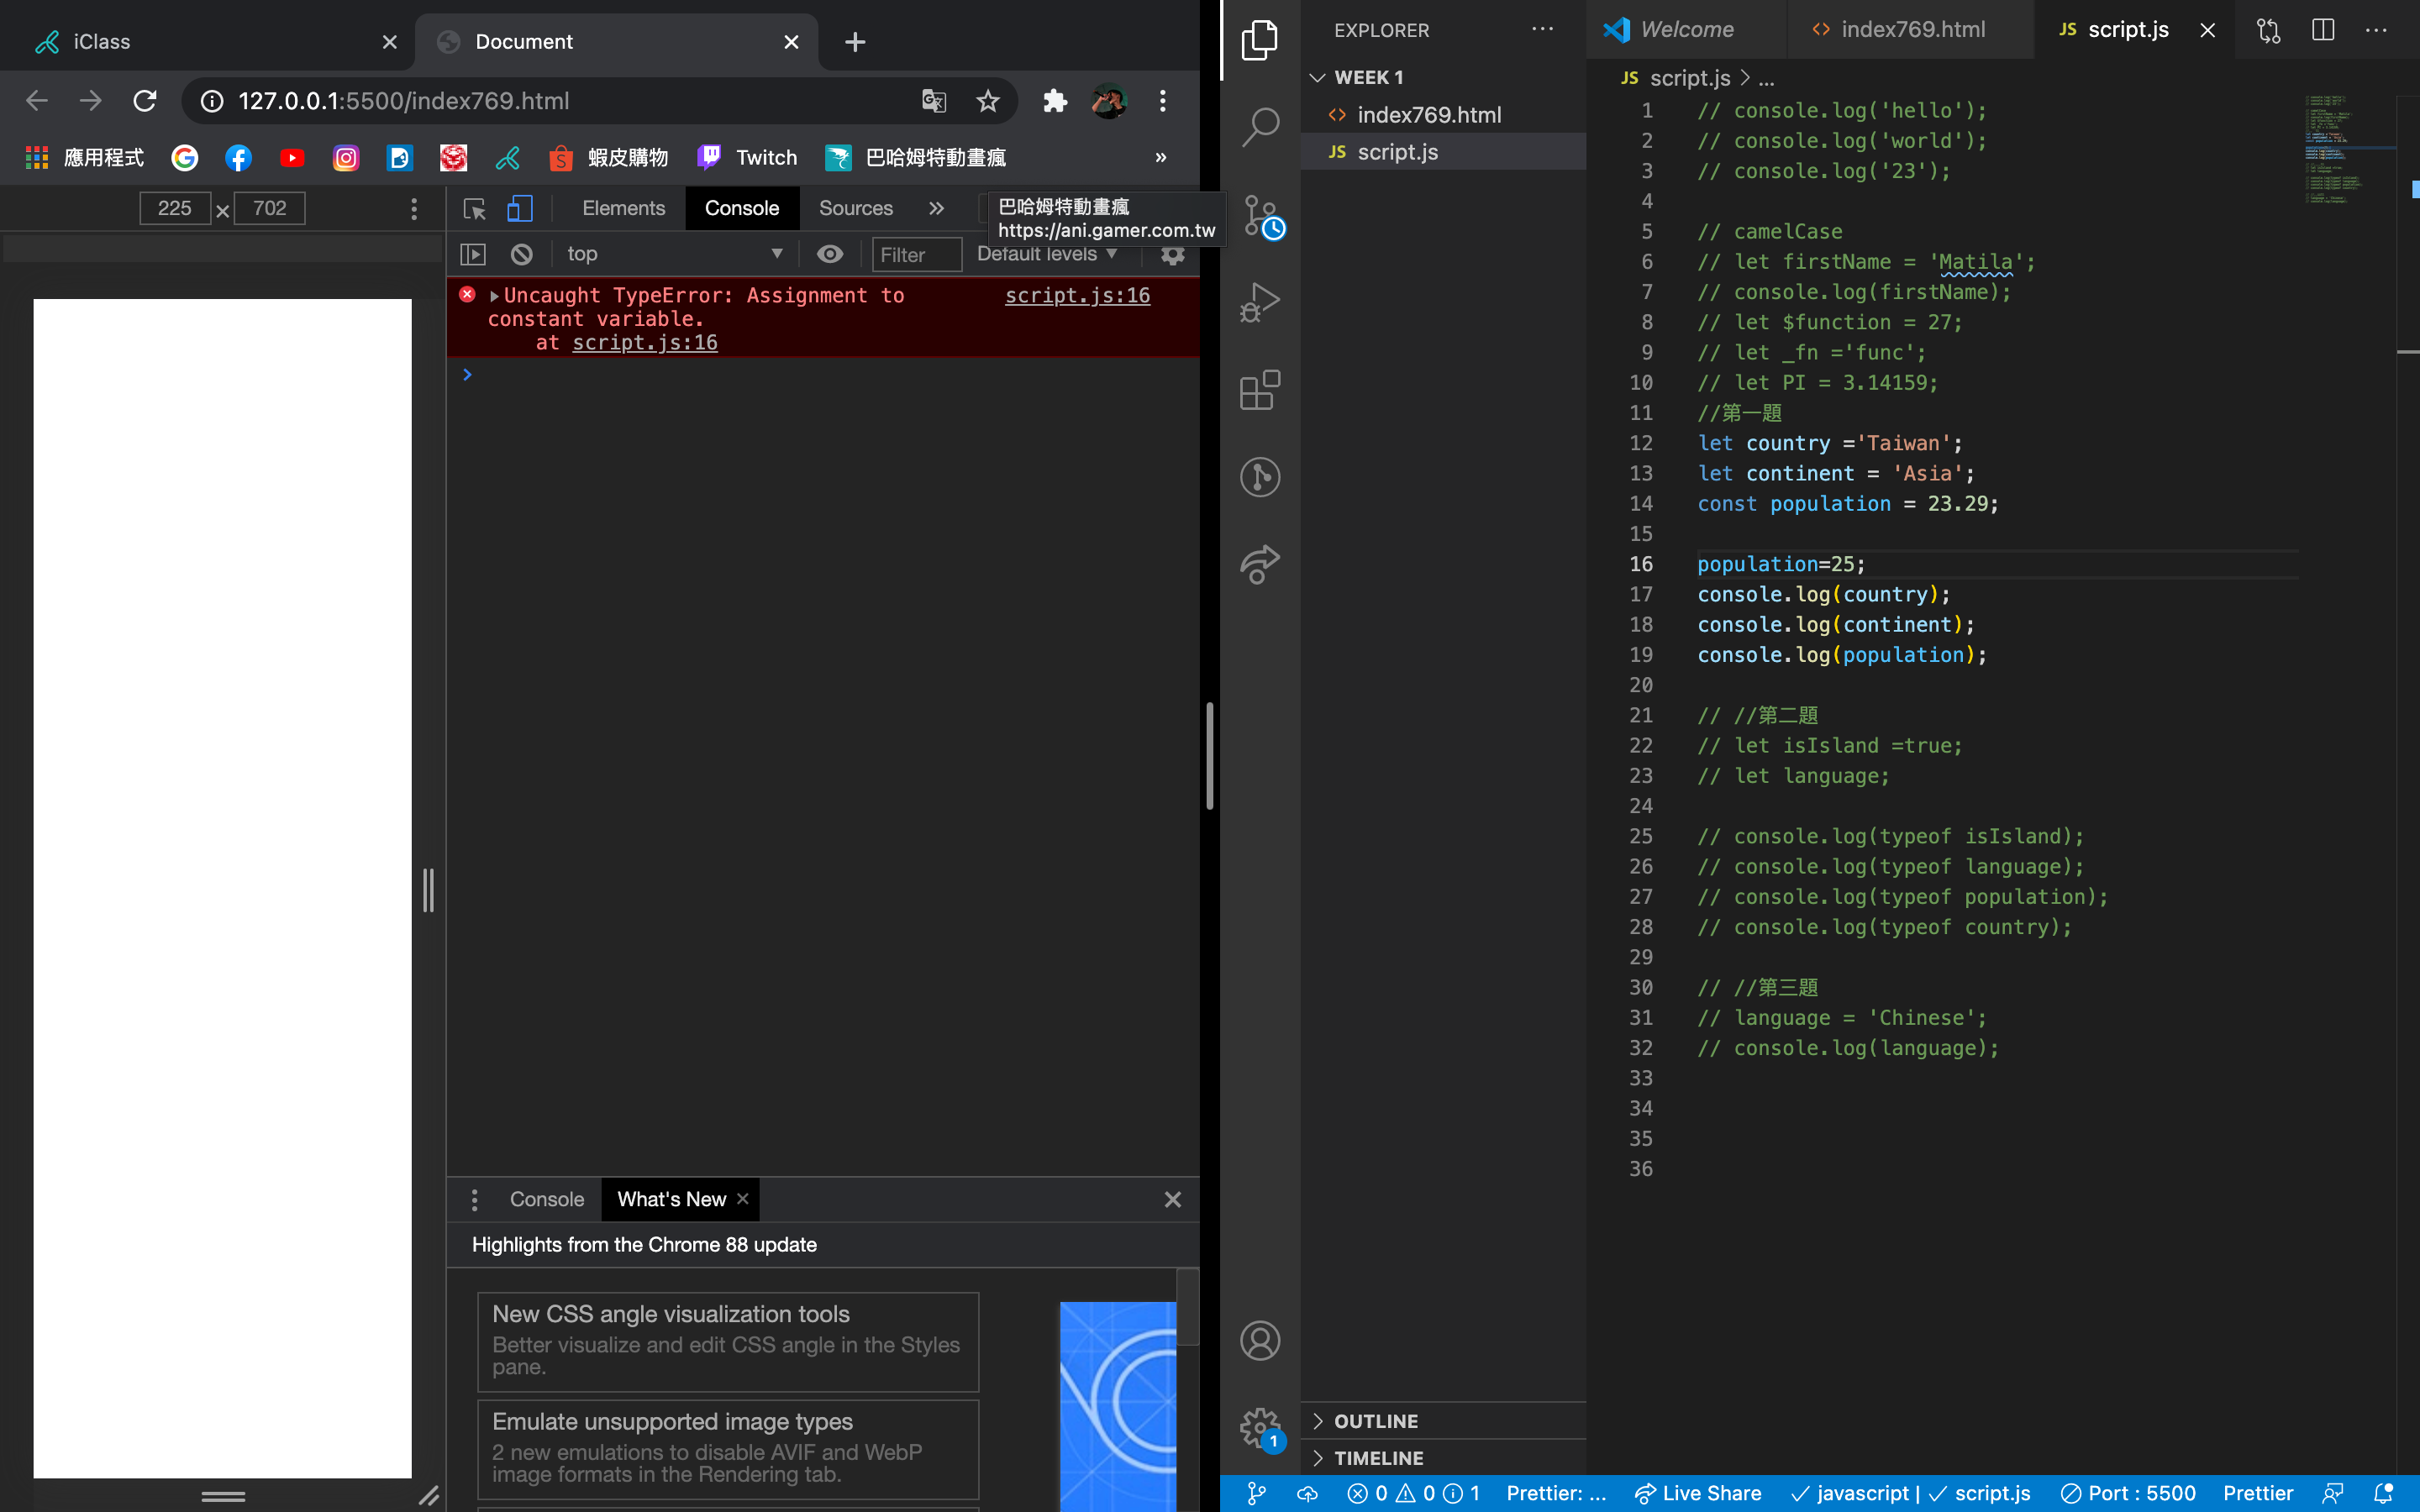 iClass
Document
127.0.0.1:5500/index769.html
應用程式
蝦皮購物
Twitch
巴哈姆特動畫瘋
»
225 × 702
Elements
Console
Sources
巴哈姆特動畫瘋
https://ani.gamer.com.tw
top
Filter
Default levels
Uncaught TypeError: Assignment to script.js:16
constant variable.
at script.js:16
Console
What's New
Highlights from the Chrome 88 update
New CSS angle visualization tools
Better visualize and edit CSS angle in the Styles
pane.
Emulate unsupported image types
2 new emulations to disable AVIF and WebP
image formats in the Rendering tab.
EXPLORER
WEEK 1
index769.html
JS script.js
OUTLINE
TIMELINE
1
Welcome
index769.html
JS script.js
JS script.js > ...
1 // console.log('hello');
2 // console.log('world');
3 // console.log('23');
4
5 // camelCase
6 // let firstName = 'Matila';
7 // console.log(firstName);
8 // let $function = 27;
9 // let _fn ='func';
10 // let PI = 3.14159;
11 //第一題
12 let country ='Taiwan';
13 let continent = 'Asia';
14 const population = 23.29;
15
16 population=25;
17 console.log(country);
18 console.log(continent);
19 console.log(population);
20
21 // //第二題
22 // let isIsland =true;
23 // let language;
24
25 // console.log(typeof isIsland);
26 // console.log(typeof language);
27 // console.log(typeof population);
28 // console.log(typeof country);
29
30 // //第三題
31 // language = 'Chinese';
32 // console.log(language);
33
34
35
36
0 0 1 Prettier: ... Live Share javascript | script.js Port : 5500 Prettier